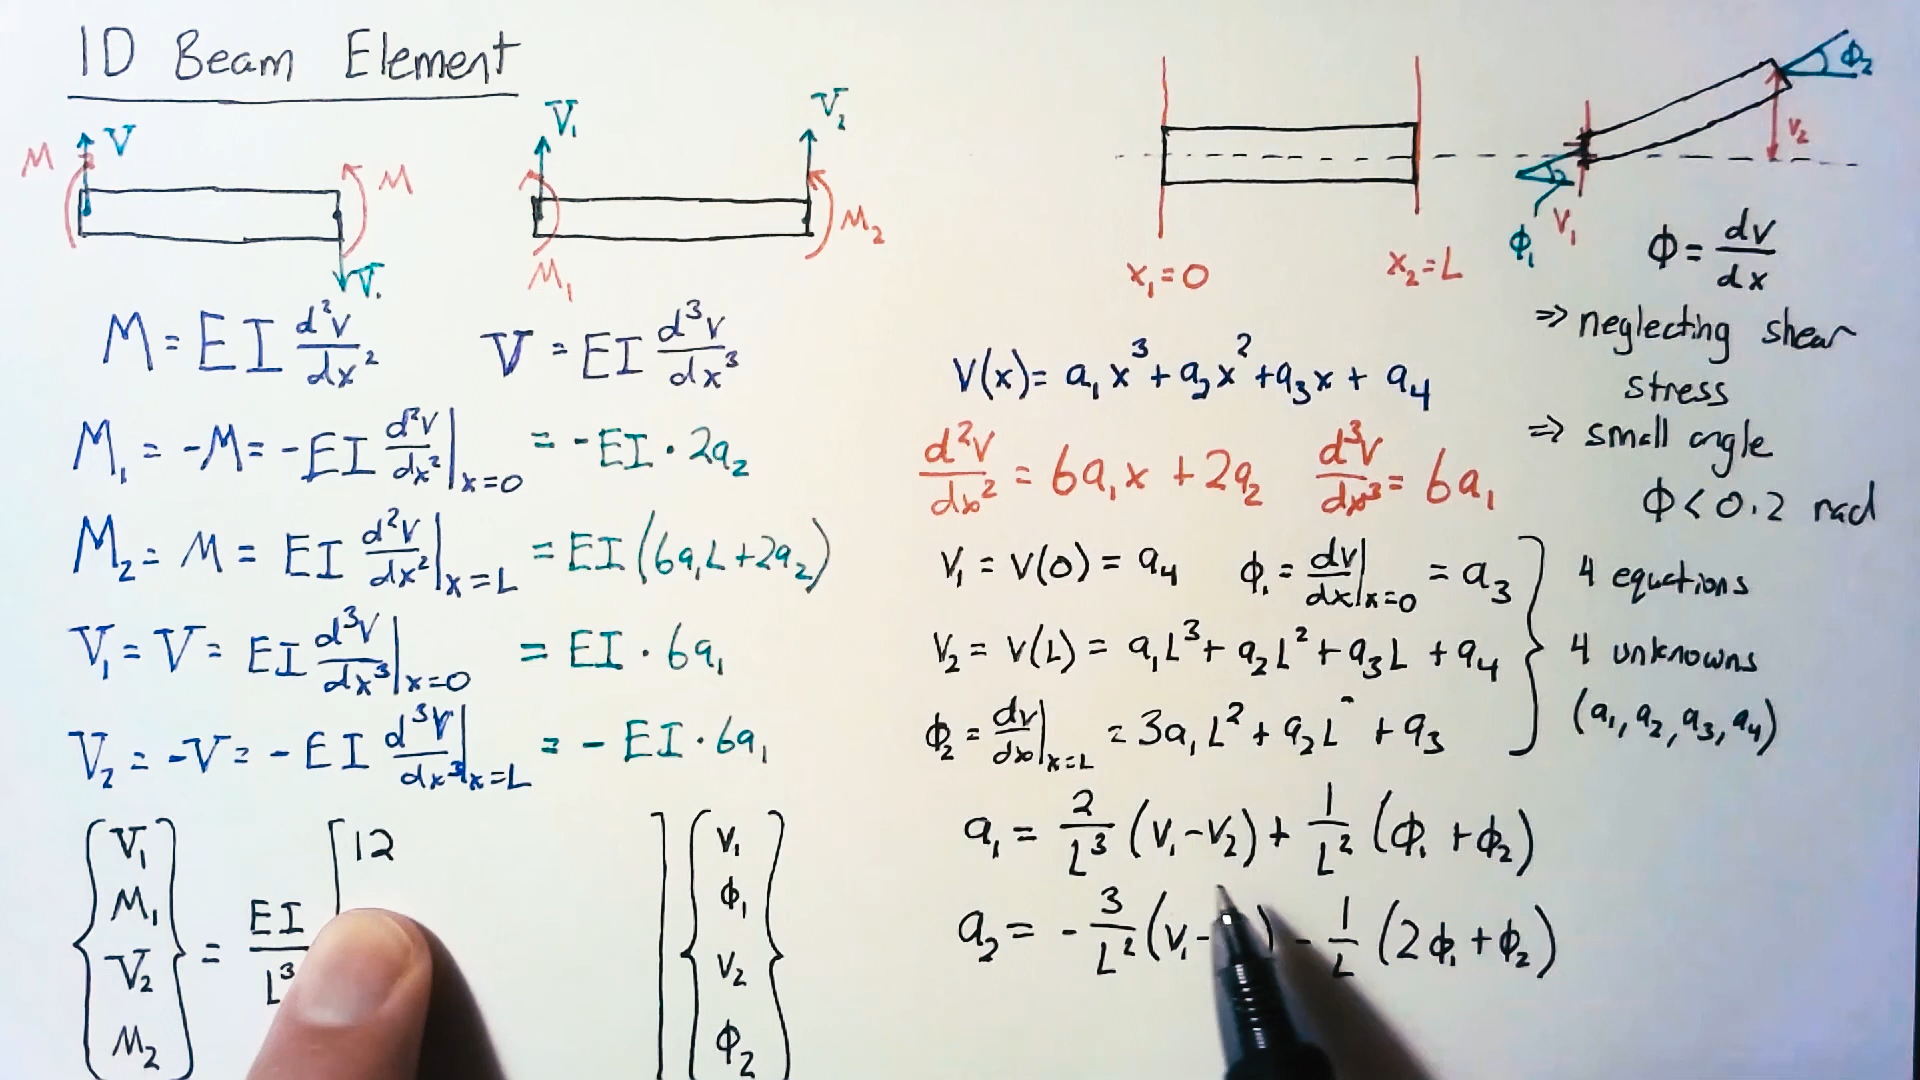 1D Beam Element
M V M V
V₁ V₂ M₁ M₂
x₁=0 x₂=L
ϕ₁ V₁ V₂ ϕ₂
ϕ = dv/dx
⇒ neglecting shear
stress
⇒ small angle
ϕ < 0.2 rad
M = EI d²v/dx² V = EI d³v/dx³
M₁ = -M = -EI d²v/dx²|x=0 = -EI · 2a₂
M₂ = M = EI d²v/dx²|x=L = EI(6a₁L+2a₂)
V₁ = V = EI d³v/dx³|x=0 = EI · 6a₁
V₂ = -V = -EI d³v/dx³|x=L = - EI · 6a₁
{V₁ M₁ V₂ M₂} = EI/L³ [12 ] {v₁ ϕ₁ v₂ ϕ₂}
v(x) = a₁x³ + a₂x² + a₃x + a₄
d²v/dx² = 6a₁x + 2a₂ d³v/dx³ = 6a₁
v₁ = v(0) = a₄ ϕ₁ = dv/dx|x=0 = a₃
v₂ = v(L) = a₁L³ + a₂L² + a₃L + a₄
ϕ₂ = dv/dx|x=L = 3a₁L² + a₂L + a₃
4 equations
4 unknowns
(a₁, a₂, a₃, a₄)
a₁ = 2/L³ (v₁-v₂) + 1/L² (ϕ₁+ϕ₂)
a₂ = - 3/L² (v₁- ) - 1/L (2ϕ₁+ϕ₂)